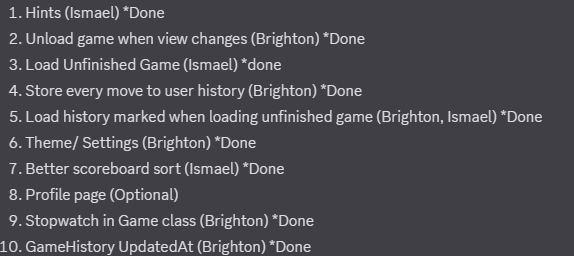 1. Hints (Ismael) *Done
2. Unload game when view changes (Brighton) *Done
3. Load Unfinished Game (Ismael) *done
4. Store every move to user history (Brighton) *Done
5. Load history marked when loading unfinished game (Brighton, Ismael) *Done
6. Theme/ Settings (Brighton) *Done
7. Better scoreboard sort (Ismael) *Done
8. Profile page (Optional)
9. Stopwatch in Game class (Brighton) *Done
10. GameHistory UpdatedAt (Brighton) *Done